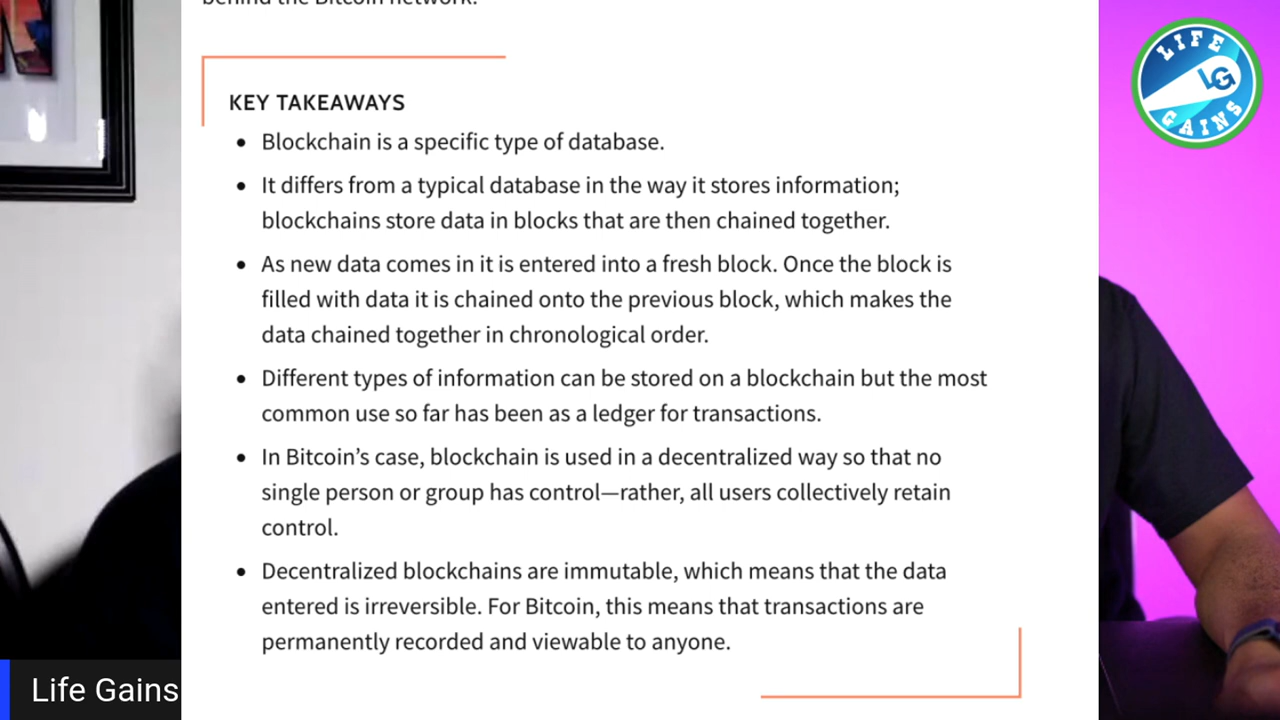 behind the Bitcoin network.
KEY TAKEAWAYS
• Blockchain is a specific type of database.
• It differs from a typical database in the way it stores information;
blockchains store data in blocks that are then chained together.
• As new data comes in it is entered into a fresh block. Once the block is
filled with data it is chained onto the previous block, which makes the
data chained together in chronological order.
• Different types of information can be stored on a blockchain but the most
common use so far has been as a ledger for transactions.
• In Bitcoin’s case, blockchain is used in a decentralized way so that no
single person or group has control—rather, all users collectively retain
control.
• Decentralized blockchains are immutable, which means that the data
entered is irreversible. For Bitcoin, this means that transactions are
permanently recorded and viewable to anyone.
LIFE
LG
GAINS
Life Gains